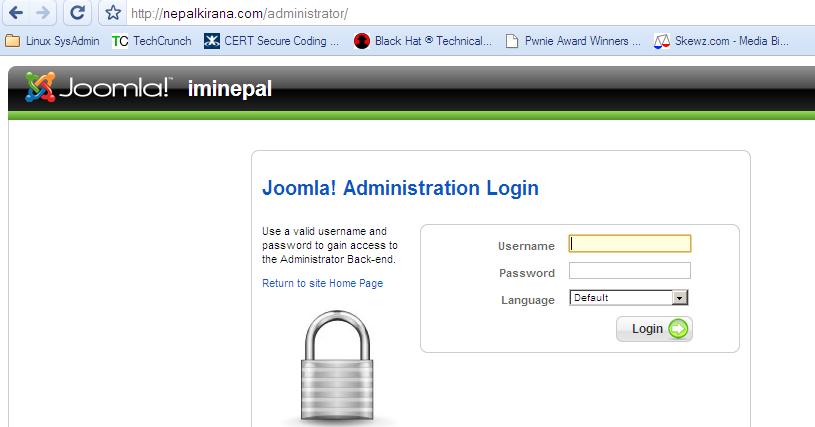 http://nepalkirana.com/administrator/
Linux SysAdmin TC TechCrunch CERT Secure Coding ... Black Hat ® Technical... Pwnie Award Winners ... Skewz.com - Media Bi...
Joomla!™ iminepal
Joomla! Administration Login
Use a valid username and
password to gain access to
the Administrator Back-end.
Return to site Home Page
Username
Password
Language Default
Login